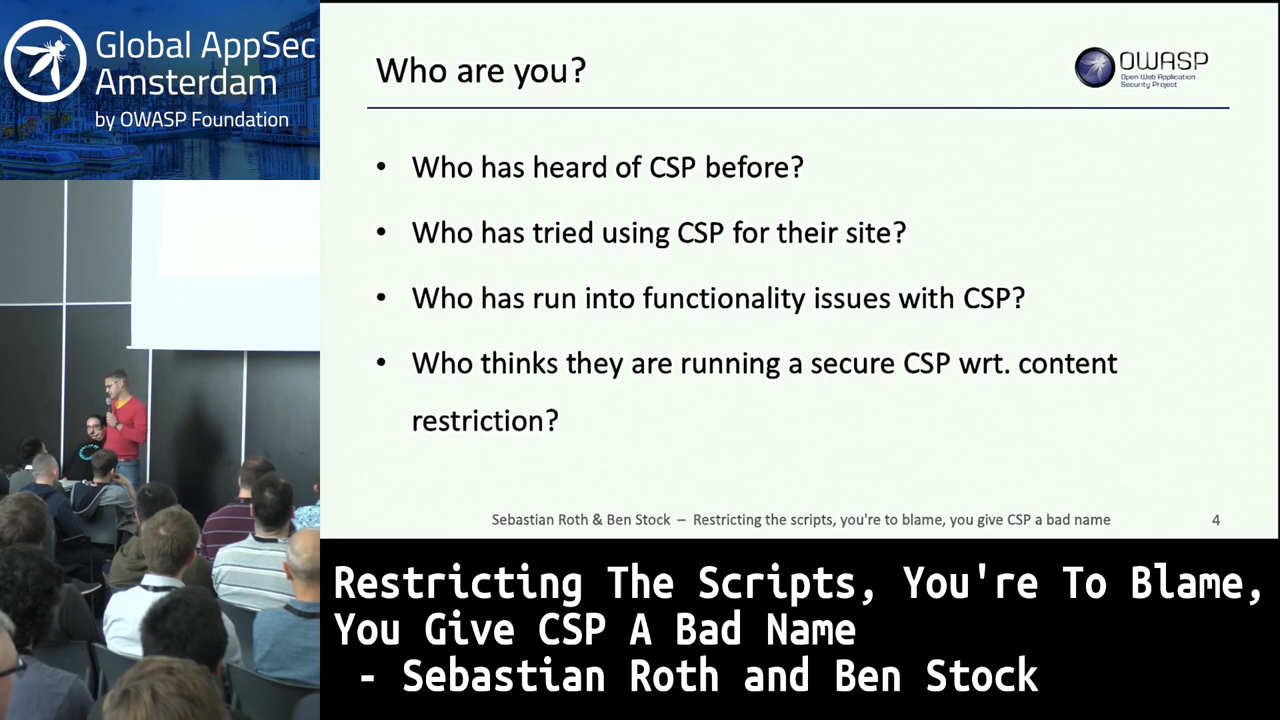 Global AppSec
Amsterdam
by OWASP Foundation
Who are you?
OWASP
Open Web Application
Security Project
• Who has heard of CSP before?
• Who has tried using CSP for their site?
• Who has run into functionality issues with CSP?
• Who thinks they are running a secure CSP wrt. content
restriction?
Sebastian Roth & Ben Stock – Restricting the scripts, you're to blame, you give CSP a bad name
4
Restricting The Scripts, You're To Blame,
You Give CSP A Bad Name
- Sebastian Roth and Ben Stock